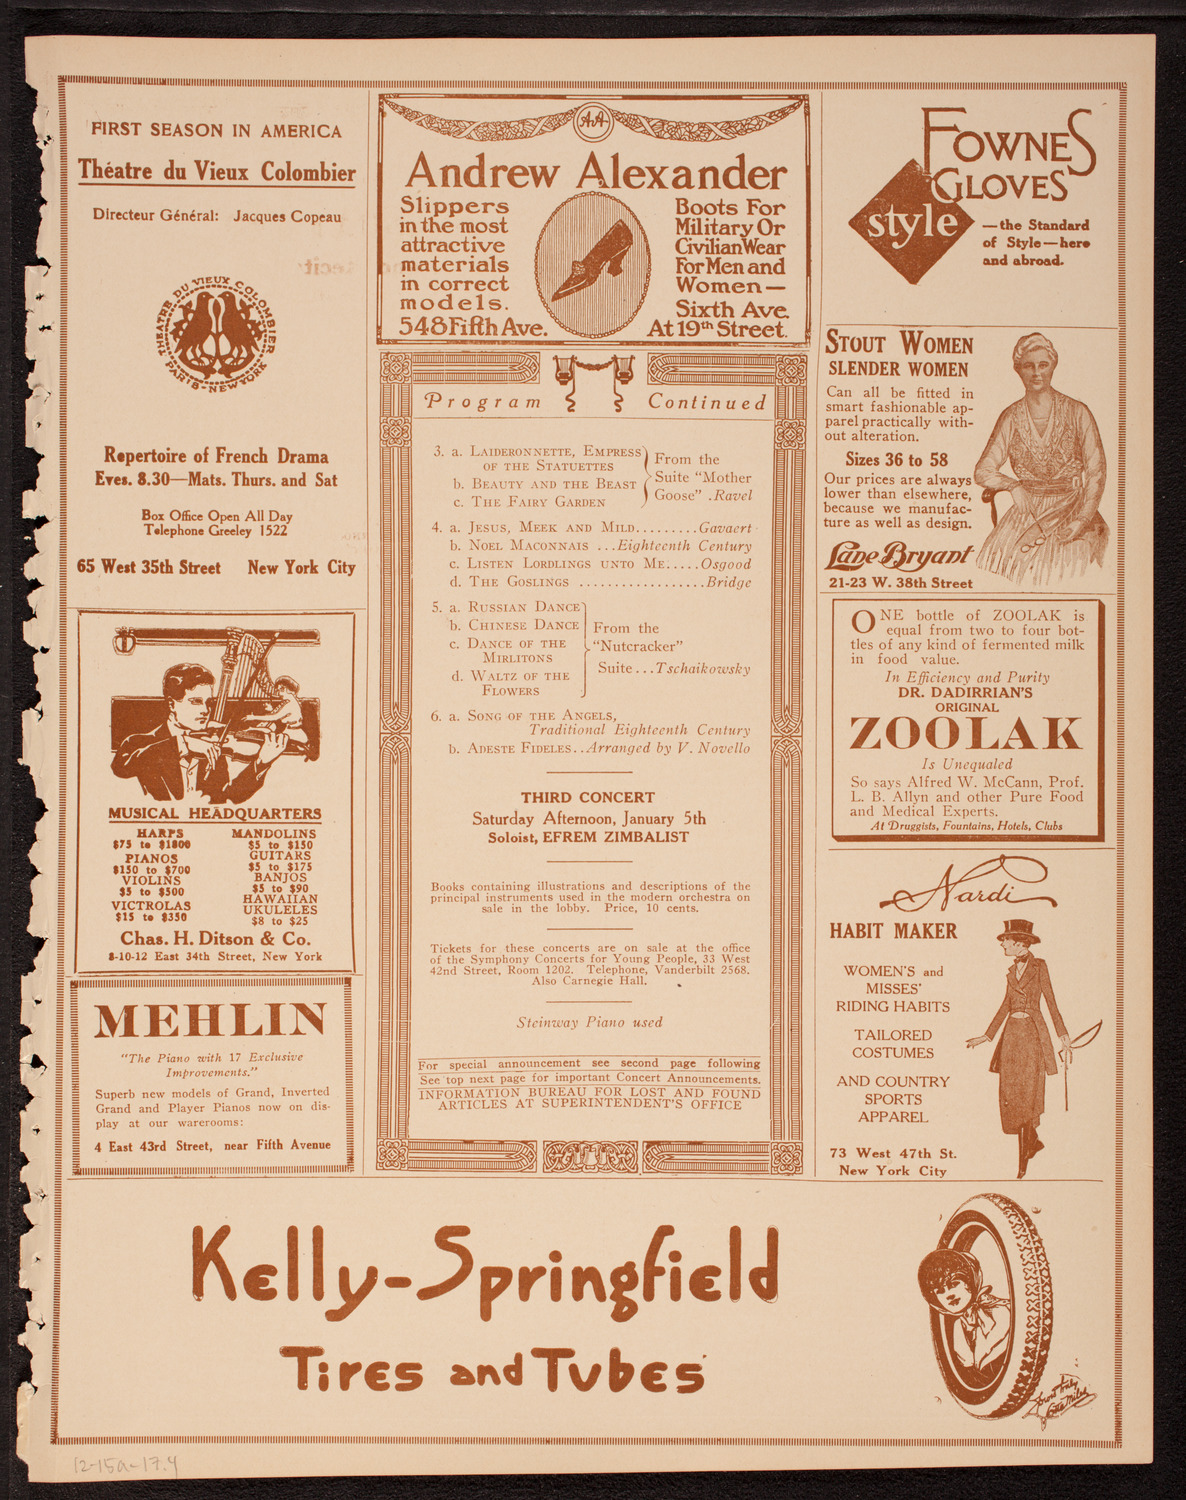 FIRST SEASON IN AMERICA
Théatre du Vieux Colombier
Directeur Général: Jacques Copeau
THEATRE DU VIEUX COLOMBIER
PARIS-NEW YORK
Repertoire of French Drama
Eves. 8.30—Mats. Thurs. and Sat
Box Office Open All Day
Telephone Greeley 1522
65 West 35th Street New York City
MUSICAL HEADQUARTERS
HARPS
$75 to $1800
PIANOS
$150 to $700
VIOLINS
$5 to $500
VICTROLAS
$15 to $350
MANDOLINS
$5 to $150
GUITARS
$5 to $175
BANJOS
$5 to $90
HAWAIIAN
UKULELES
$8 to $25
Chas. H. Ditson & Co.
8-10-12 East 34th Street, New York
MEHLIN
"The Piano with 17 Exclusive
Improvements."
Superb new models of Grand, Inverted
Grand and Player Pianos now on dis-
play at our warerooms:
4 East 43rd Street, near Fifth Avenue
AA
Andrew Alexander
Slippers
in the most
attractive
materials
in correct
models.
548 Fifth Ave.
Boots For
Military Or
Civilian Wear
For Men and
Women—
Sixth Ave.
At 19th Street.
Program Continued
3. a. LAIDERONNETTE, EMPRESS
OF THE STATUETTES
b. BEAUTY AND THE BEAST
c. THE FAIRY GARDEN
From the
Suite "Mother
Goose" .Ravel
4. a. JESUS, MEEK AND MILD.........Gavaert
b. NOEL MACONNAIS ...Eighteenth Century
c. LISTEN LORDLINGS UNTO ME.....Osgood
d. THE GOSLINGS ..................Bridge
5. a. RUSSIAN DANCE
b. CHINESE DANCE
c. DANCE OF THE
MIRLITONS
d. WALTZ OF THE
FLOWERS
From the
"Nutcracker"
Suite...Tschaikowsky
6. a. SONG OF THE ANGELS,
Traditional Eighteenth Century
b. ADESTE FIDELES..Arranged by V. Novello
THIRD CONCERT
Saturday Afternoon, January 5th
Soloist, EFREM ZIMBALIST
Books containing illustrations and descriptions of the
principal instruments used in the modern orchestra on
sale in the lobby. Price, 10 cents.
Tickets for these concerts are on sale at the office
of the Symphony Concerts for Young People, 33 West
42nd Street, Room 1202. Telephone, Vanderbilt 2568.
Also Carnegie Hall.
Steinway Piano used
For special announcement see second page following
See top next page for important Concert Announcements.
INFORMATION BUREAU FOR LOST AND FOUND
ARTICLES AT SUPERINTENDENT'S OFFICE
FOWNES
GLOVES
style
—the Standard
of Style—here
and abroad.
STOUT WOMEN
SLENDER WOMEN
Can all be fitted in
smart fashionable ap-
parel practically with-
out alteration.
Sizes 36 to 58
Our prices are always
lower than elsewhere,
because we manufac-
ture as well as design.
Lane Bryant
21-23 W. 38th Street
ONE bottle of ZOOLAK is
equal from two to four bot-
tles of any kind of fermented milk
in food value.
In Efficiency and Purity
DR. DADIRRIAN'S
ORIGINAL
ZOOLAK
Is Unequaled
So says Alfred W. McCann, Prof.
L. B. Allyn and other Pure Food
and Medical Experts.
At Druggists, Fountains, Hotels, Clubs
Nardi
HABIT MAKER
WOMEN'S and
MISSES'
RIDING HABITS
TAILORED
COSTUMES
AND COUNTRY
SPORTS
APPAREL
73 West 47th St.
New York City
Kelly-Springfield
Tires and Tubes
12-15a-17.4